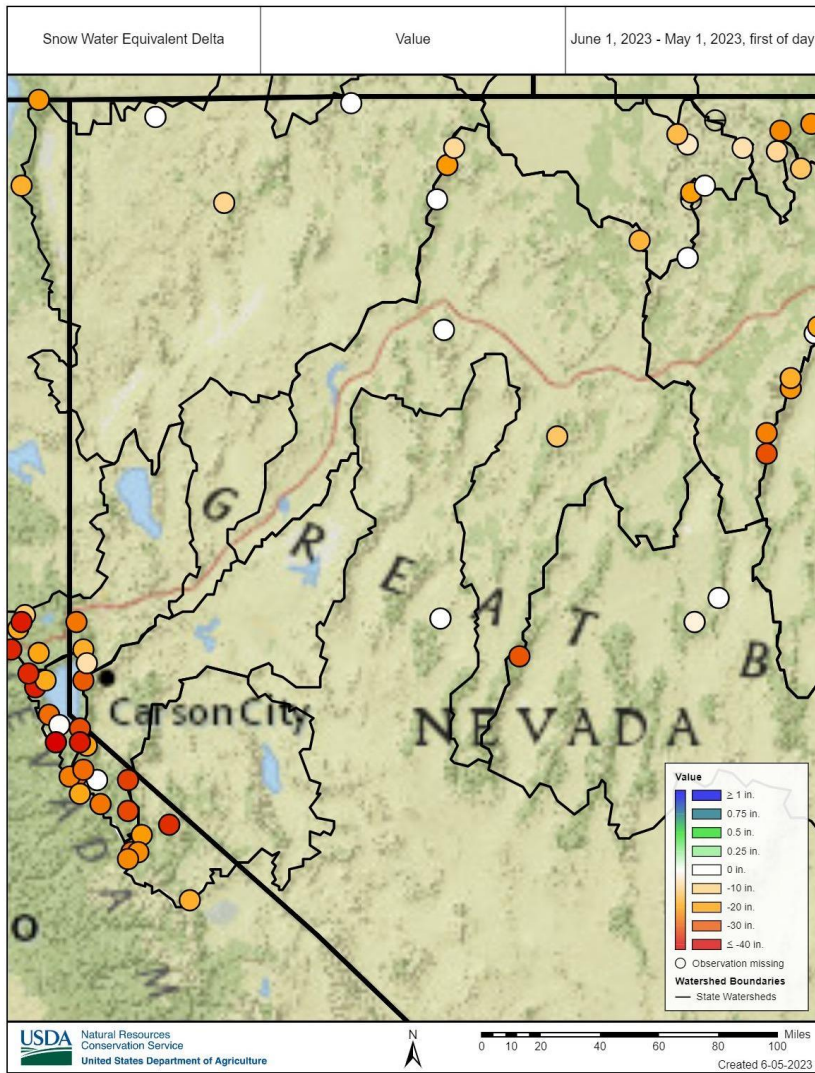 Snow Water Equivalent Delta
Value
June 1, 2023 - May 1, 2023, first of day
G R E A T B
Carson City
NEVADA
NEVADA M
O
Value
≥ 1 in.
0.75 in.
0.5 in.
0.25 in.
0 in.
-10 in.
-20 in.
-30 in.
≤ -40 in.
Observation missing
Watershed Boundaries
State Watersheds
USDA
Natural Resources
Conservation Service
United States Department of Agriculture
N
Miles
0 10 20 40 60 80 100
Created 6-05-2023